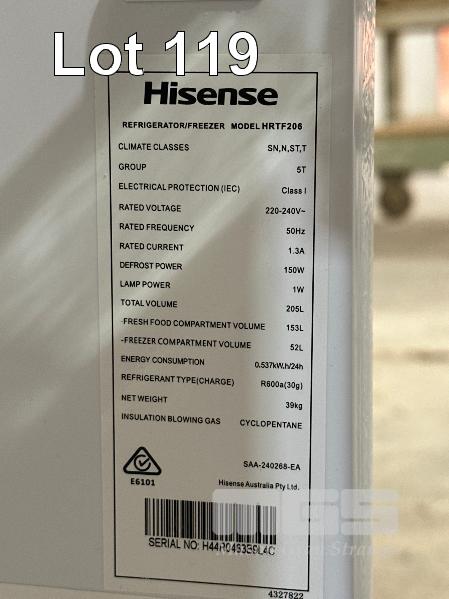 Lot 119
Hisense
REFRIGERATOR/FREEZER MODEL HRTF206
CLIMATE CLASSES SN,N,ST,T
GROUP 5T
ELECTRICAL PROTECTION (IEC) Class I
RATED VOLTAGE 220-240V~
RATED FREQUENCY 50Hz
RATED CURRENT 1.3A
DEFROST POWER 150W
LAMP POWER 1W
TOTAL VOLUME 205L
-FRESH FOOD COMPARTMENT VOLUME 153L
-FREEZER COMPARTMENT VOLUME 52L
ENERGY CONSUMPTION 0.537kW.h/24h
REFRIGERANT TYPE(CHARGE) R600a(30g)
NET WEIGHT 39kg
INSULATION BLOWING GAS CYCLOPENTANE
SAA-240268-EA
E6101
Hisense Australia Pty Ltd.
GS
SERIAL NO:
4327822